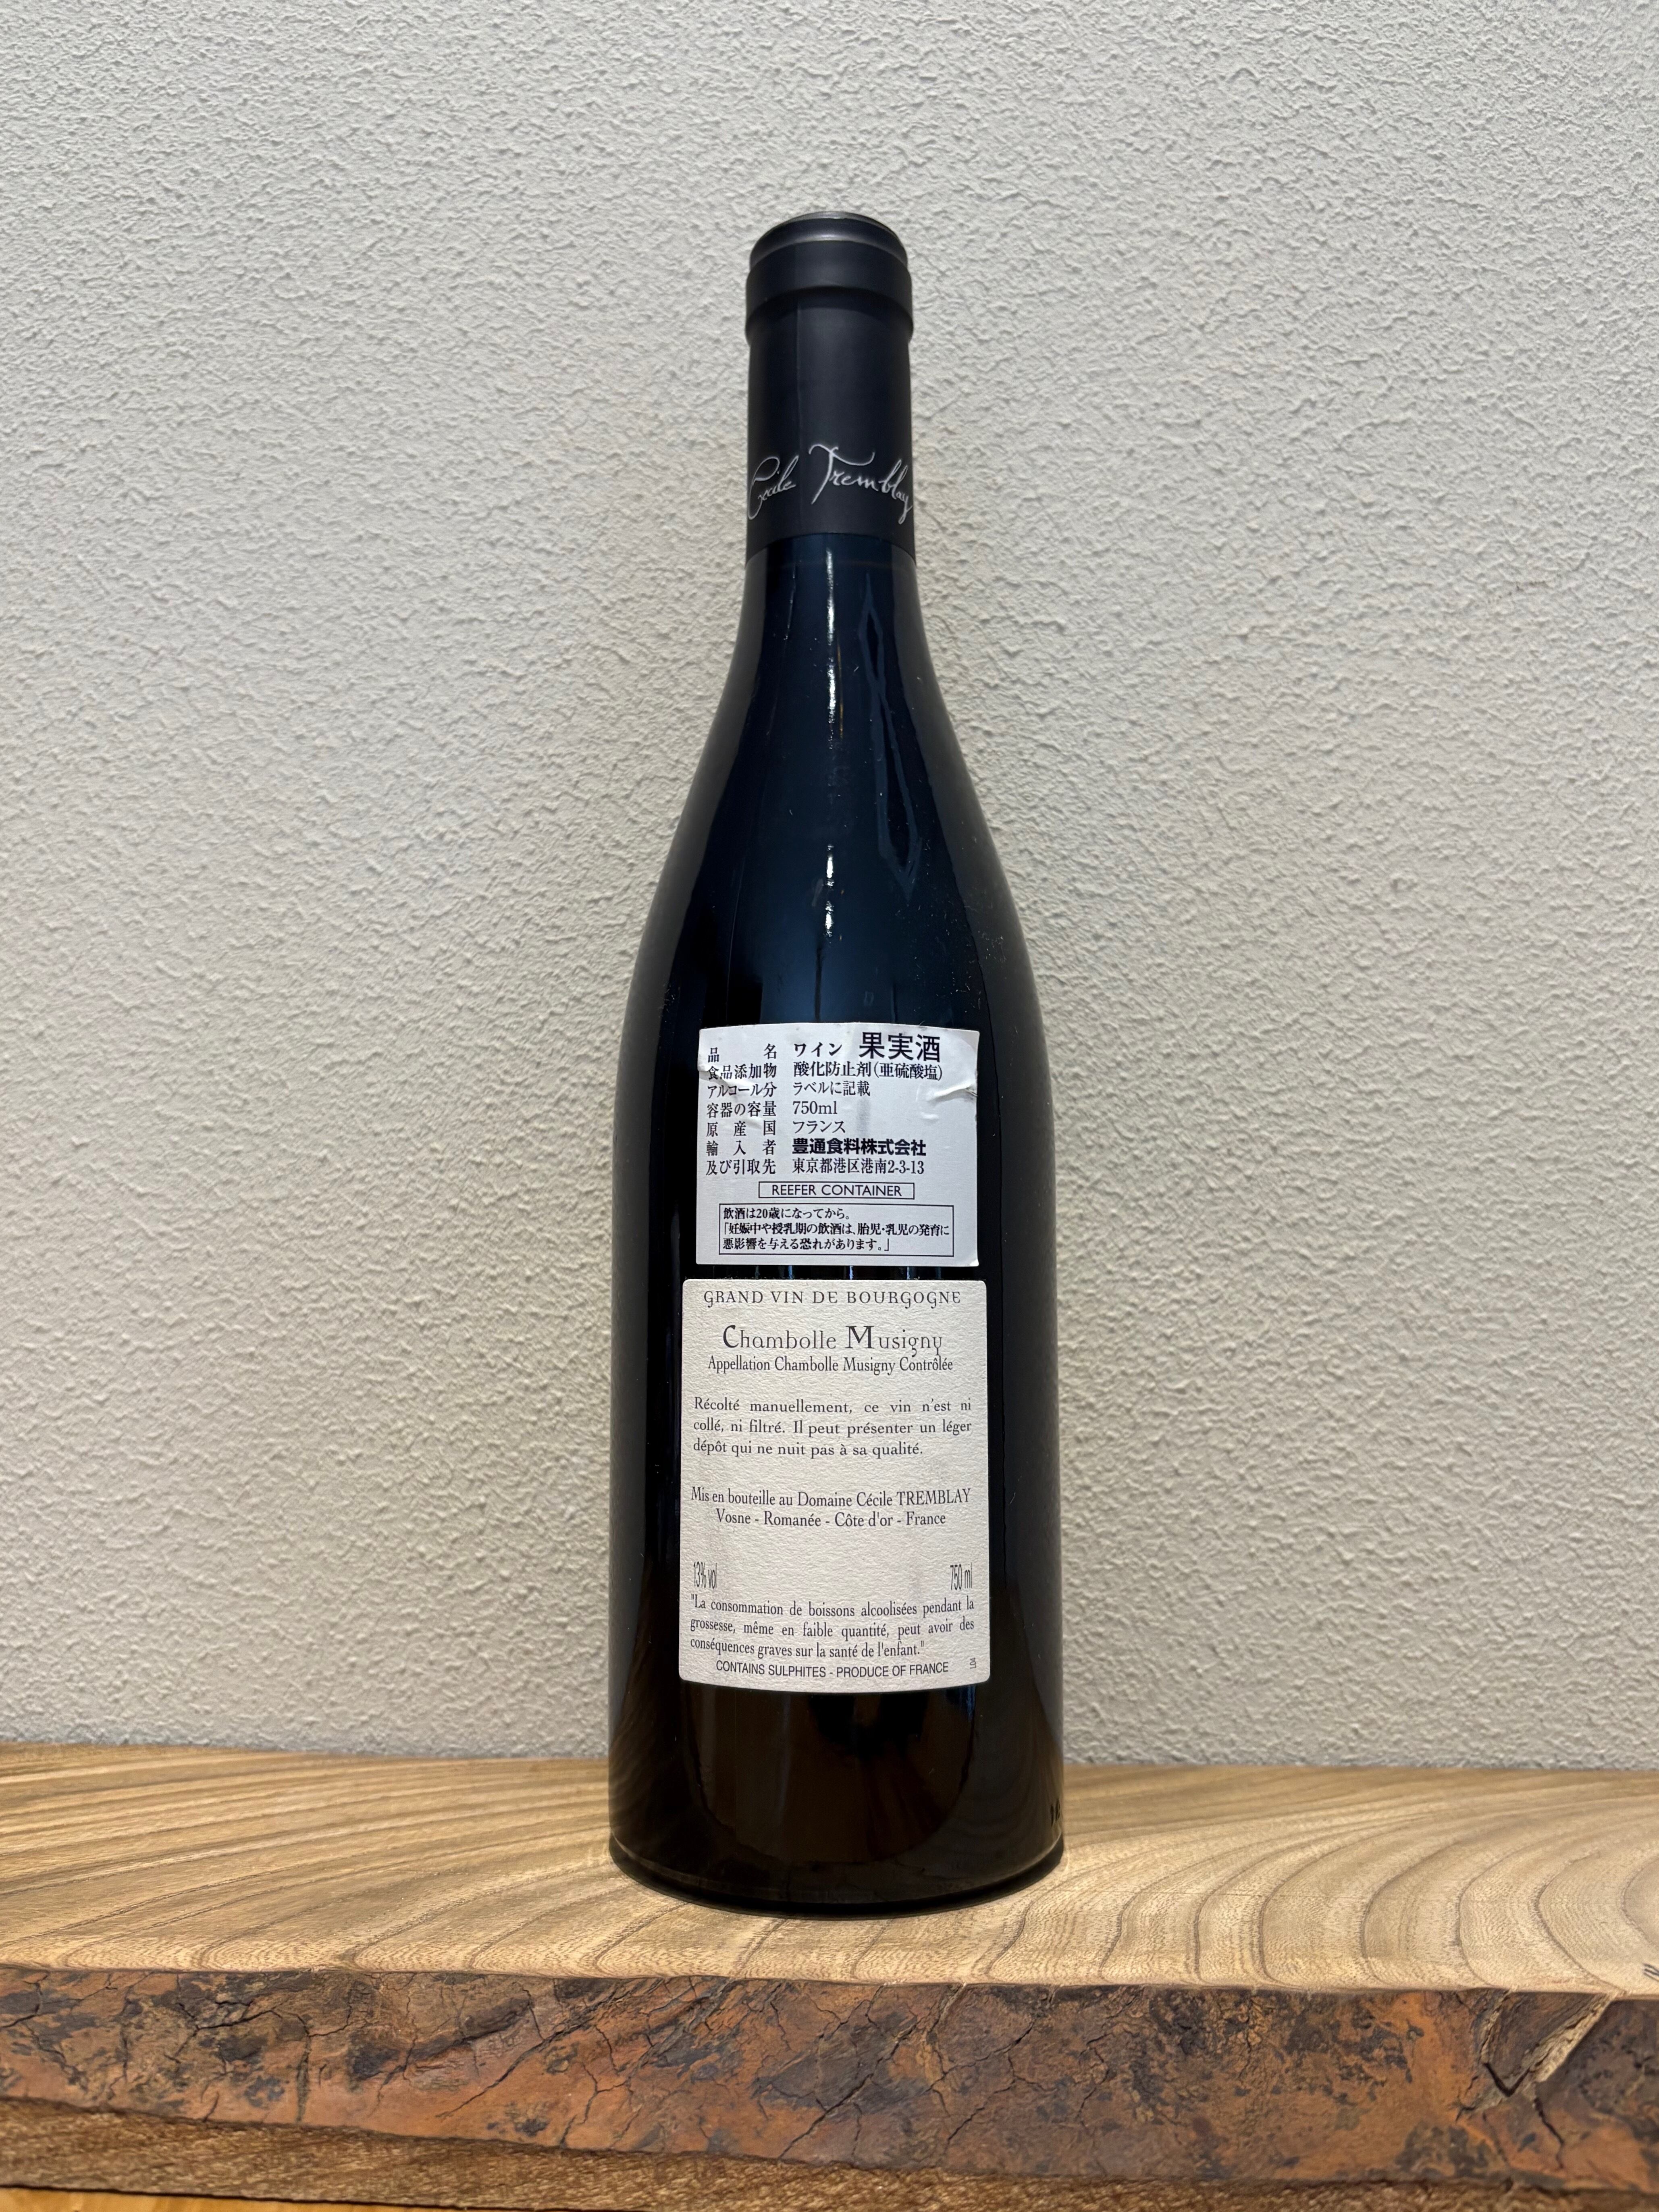 Cécile Tremblay
品名 ワイン 果実酒
食品添加物 酸化防止剤(亜硫酸塩)
アルコール分 ラベルに記載
容器の容量 750ml
原産国 フランス
輸入者 豊通食料株式会社
及び引取先 東京都港区港南2-3-13
REEFER CONTAINER
飲酒は20歳になってから。
「妊娠中や授乳期の飲酒は、胎児・乳児の発育に
悪影響を与える恐れがあります。」
GRAND VIN DE BOURGOGNE
Chambolle Musigny
Appellation Chambolle Musigny Contrôlée
Récolté manuellement, ce vin n'est ni
collé, ni filtré. Il peut présenter un léger
dépôt qui ne nuit pas à sa qualité.
Mis en bouteille au Domaine Cécile TREMBLAY
Vosne - Romanée - Côte d'or - France
13% vol 750 ml
"La consommation de boissons alcoolisées pendant la
grossesse, même en faible quantité, peut avoir des
conséquences graves sur la santé de l'enfant."
CONTAINS SULPHITES - PRODUCE OF FRANCE